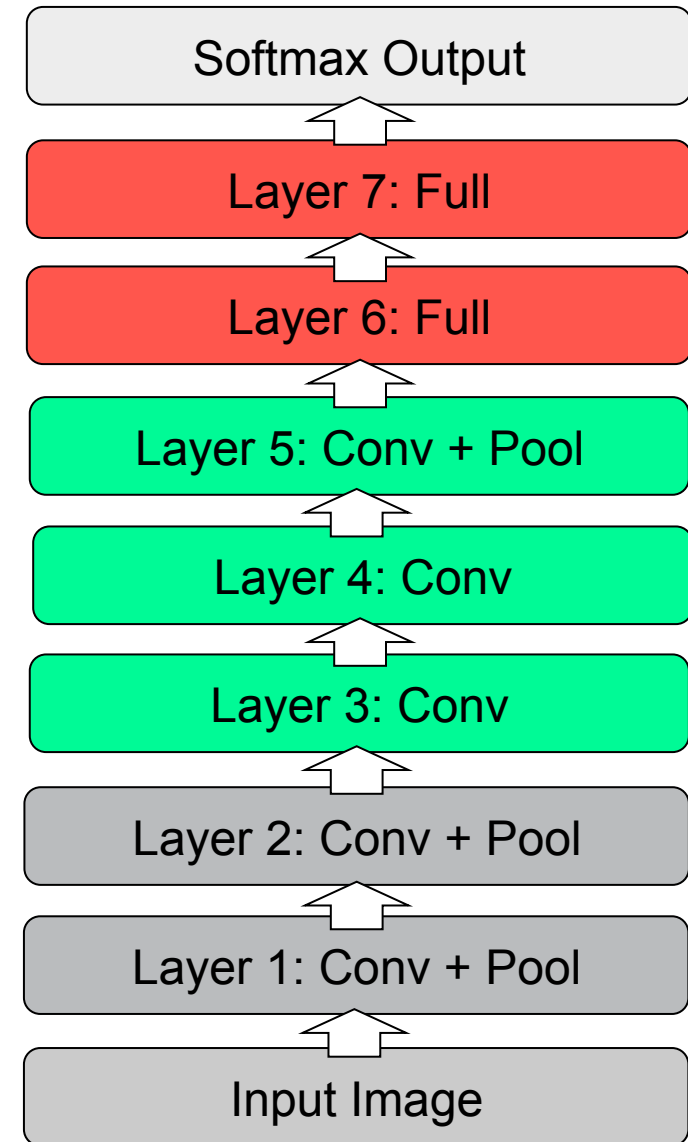 Softmax Output
Layer 7: Full
Layer 6: Full
Layer 5: Conv + Pool
Layer 4: Conv
Layer 3: Conv
Layer 2: Conv + Pool
Layer 1: Conv + Pool
Input Image